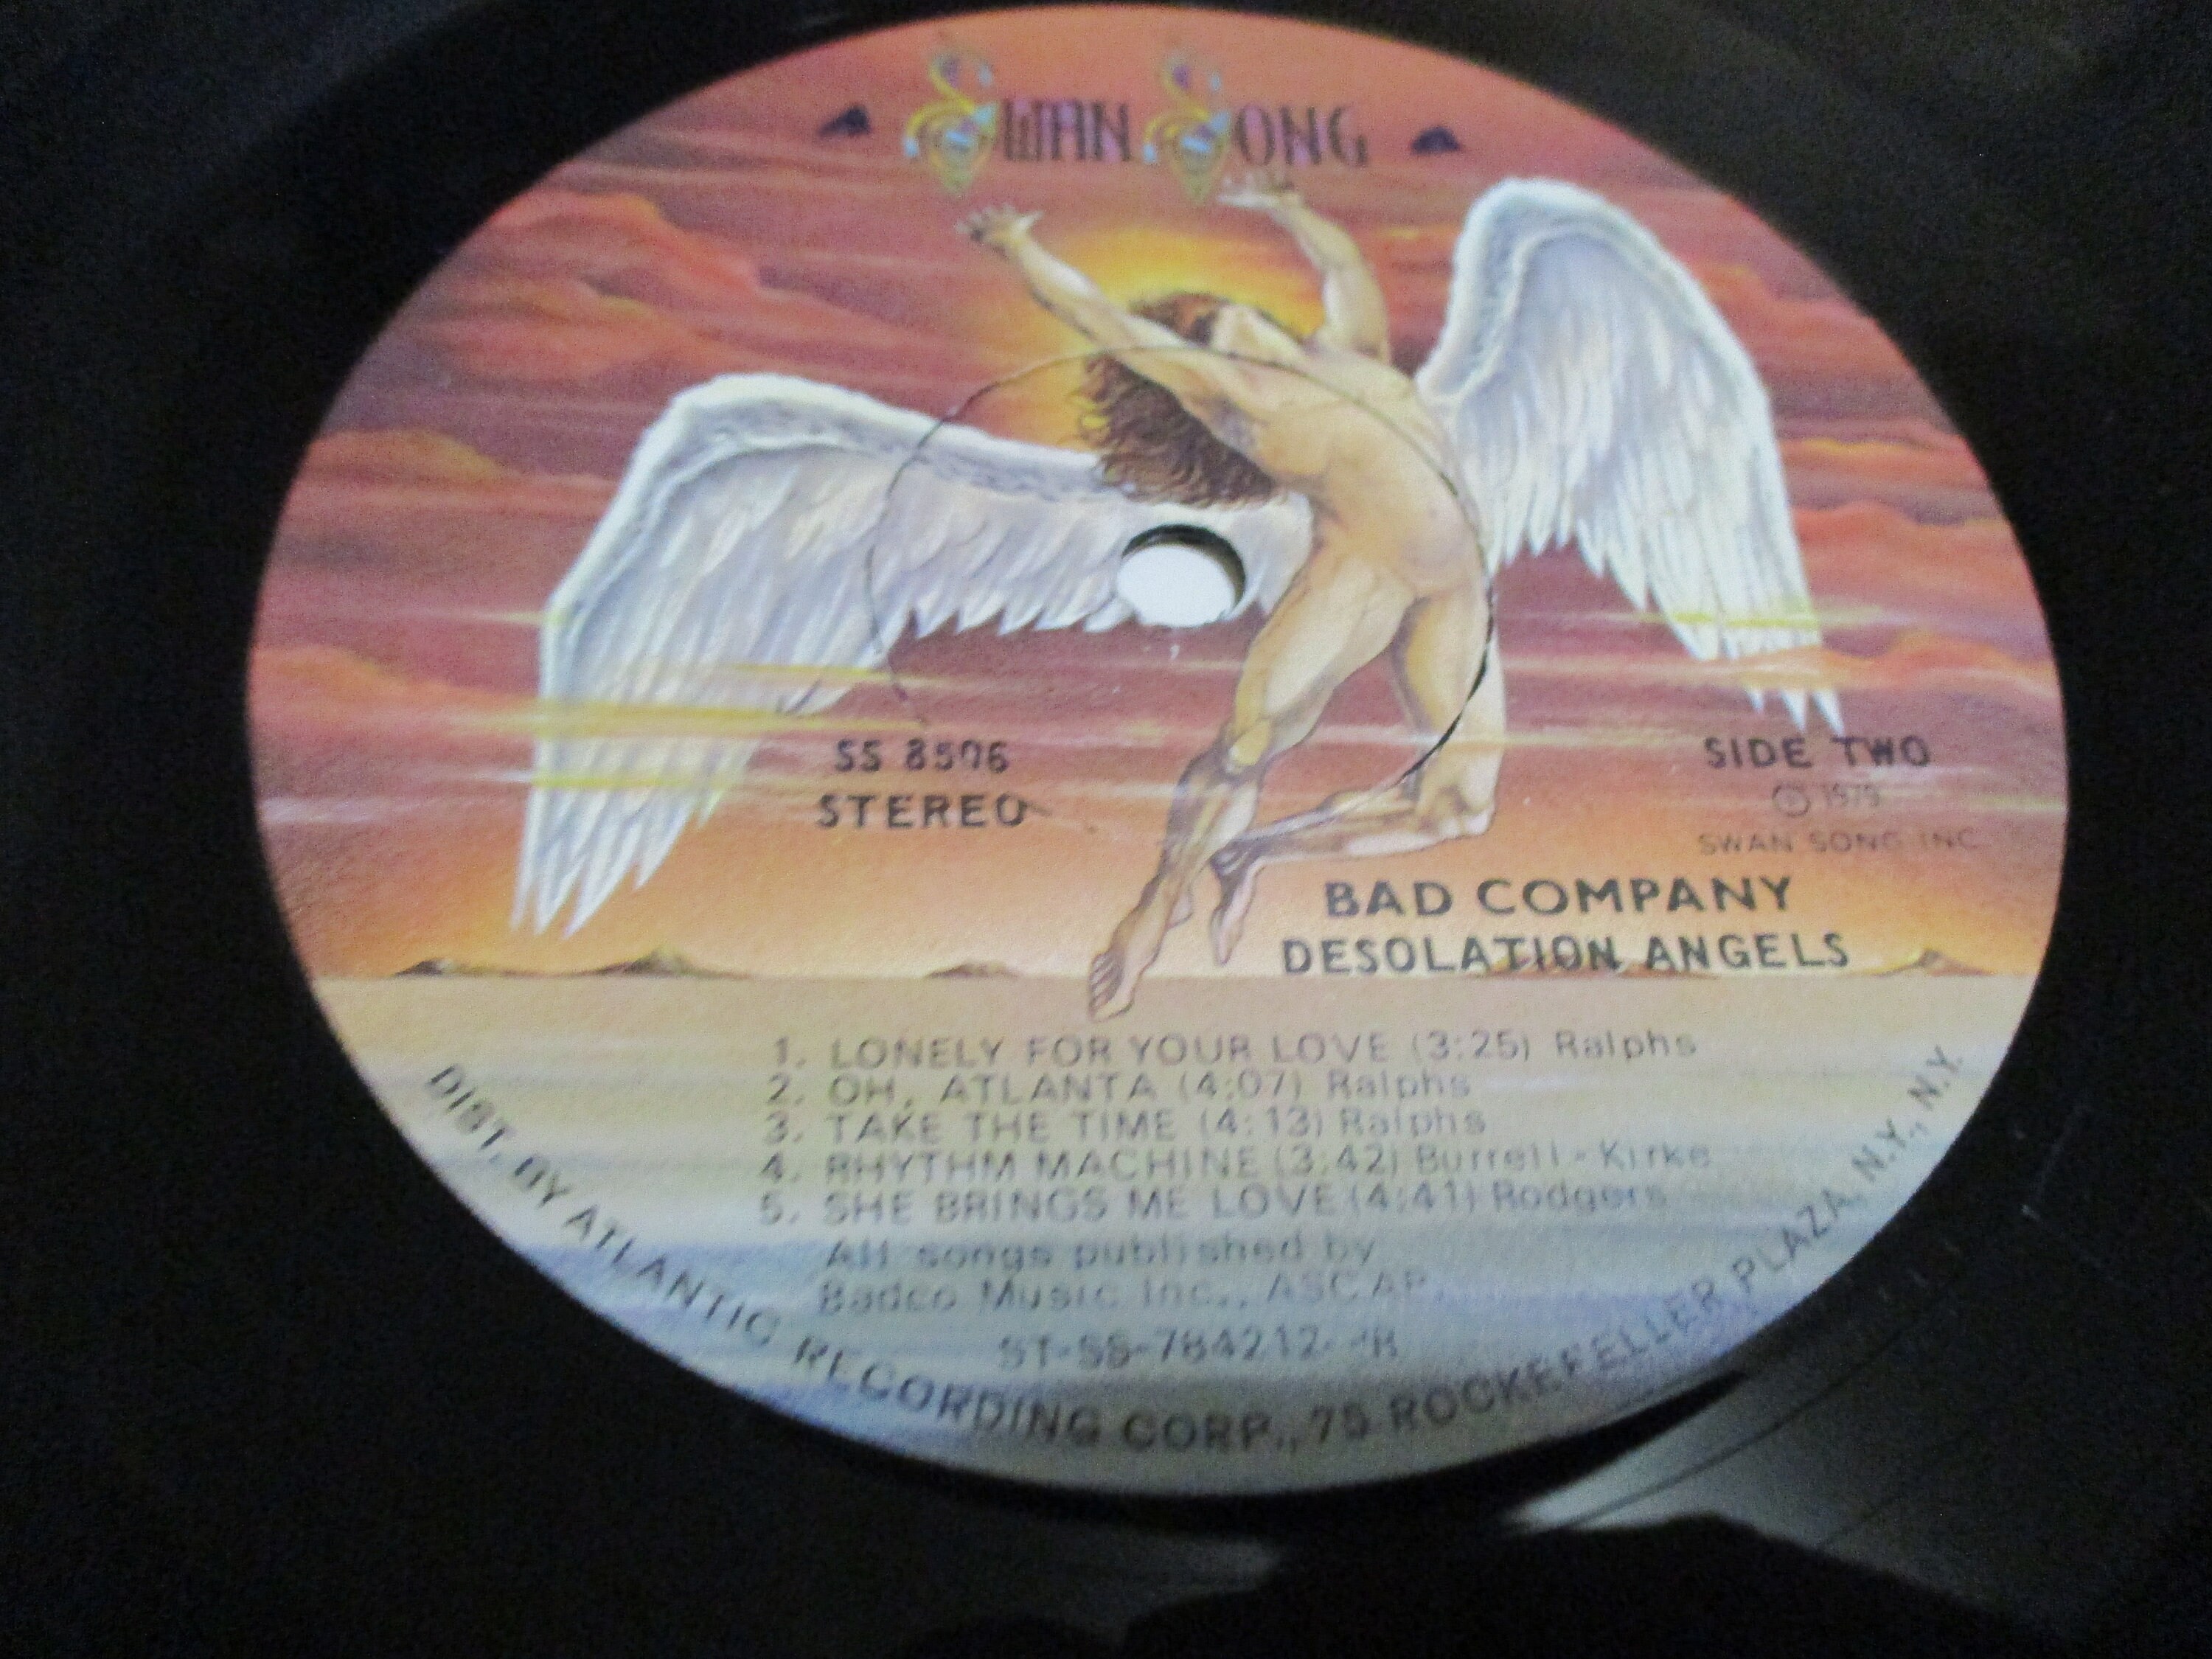 SWAN SONG
SS 8506
STEREO
SIDE TWO
℗ 1979
SWAN SONG INC
BAD COMPANY
DESOLATION ANGELS
1. LONELY FOR YOUR LOVE (3:25) Ralphs
2. OH, ATLANTA (4:07) Ralphs
3. TAKE THE TIME (4:13) Ralphs
4. RHYTHM MACHINE (3:42) Burrell-Kirke
5. SHE BRINGS ME LOVE (4:41) Rodgers
All songs published by
Badco Music Inc., ASCAP.
ST-SS-784212-
DIST. BY ATLANTIC RECORDING CORP., 75 ROCKEFELLER PLAZA, N.Y., N.Y.